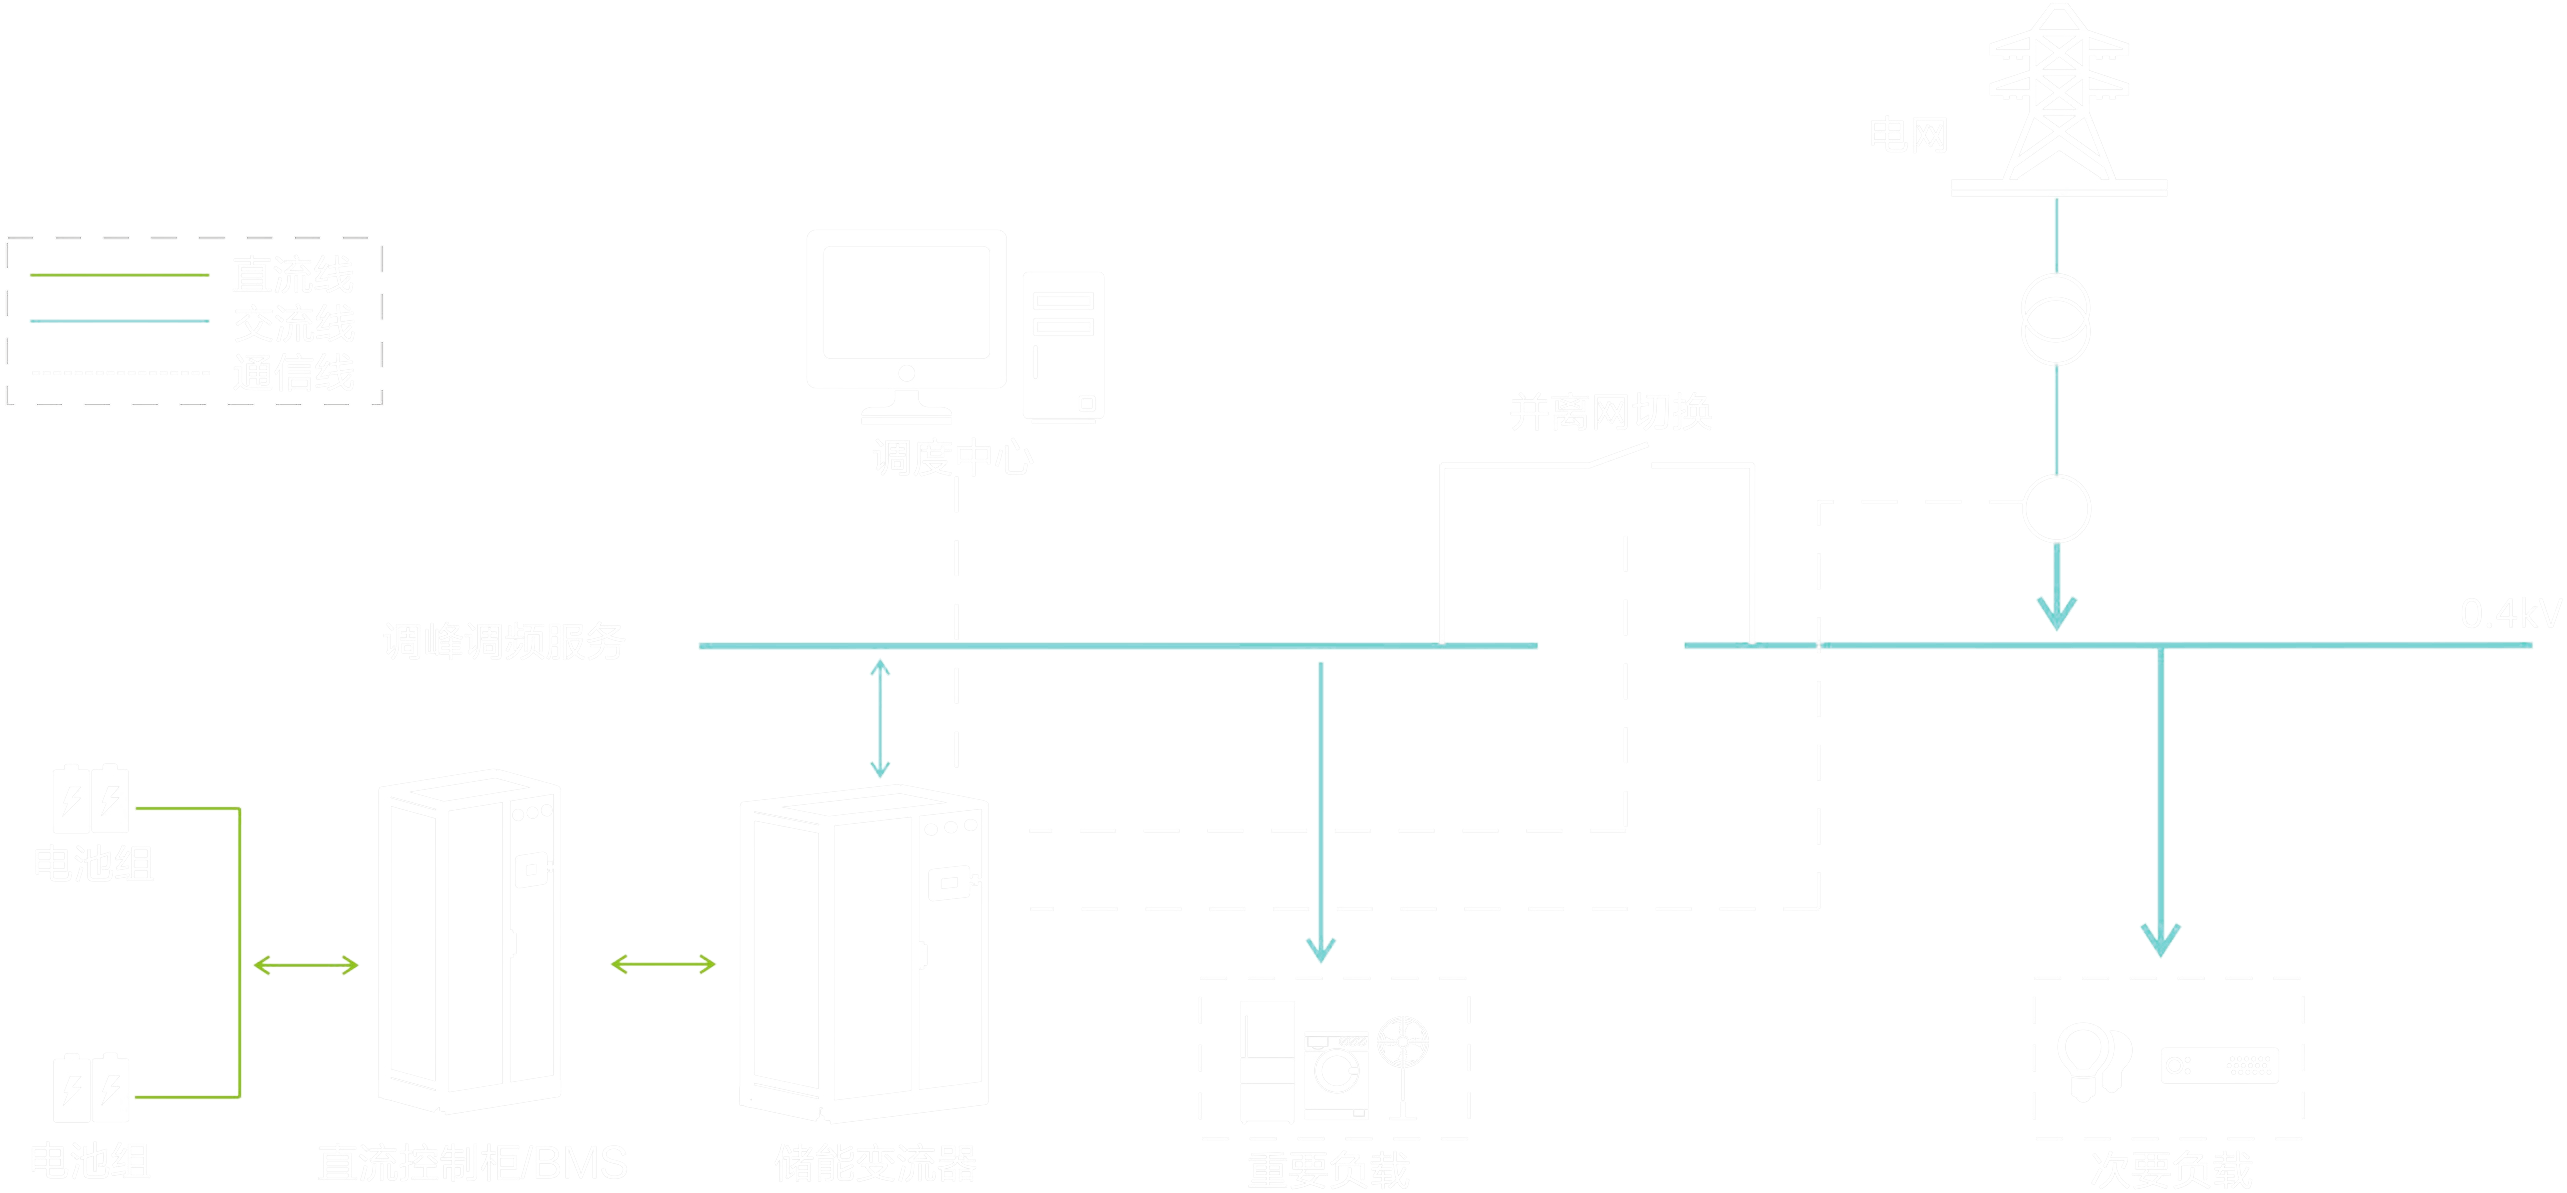 电网
直流线
交流线
通信线
并离网切换
调度中心
0.4kV
调峰调频服务
电池组
电池组
直流控制柜/BMS
储能变流器
重要负载
次要负载